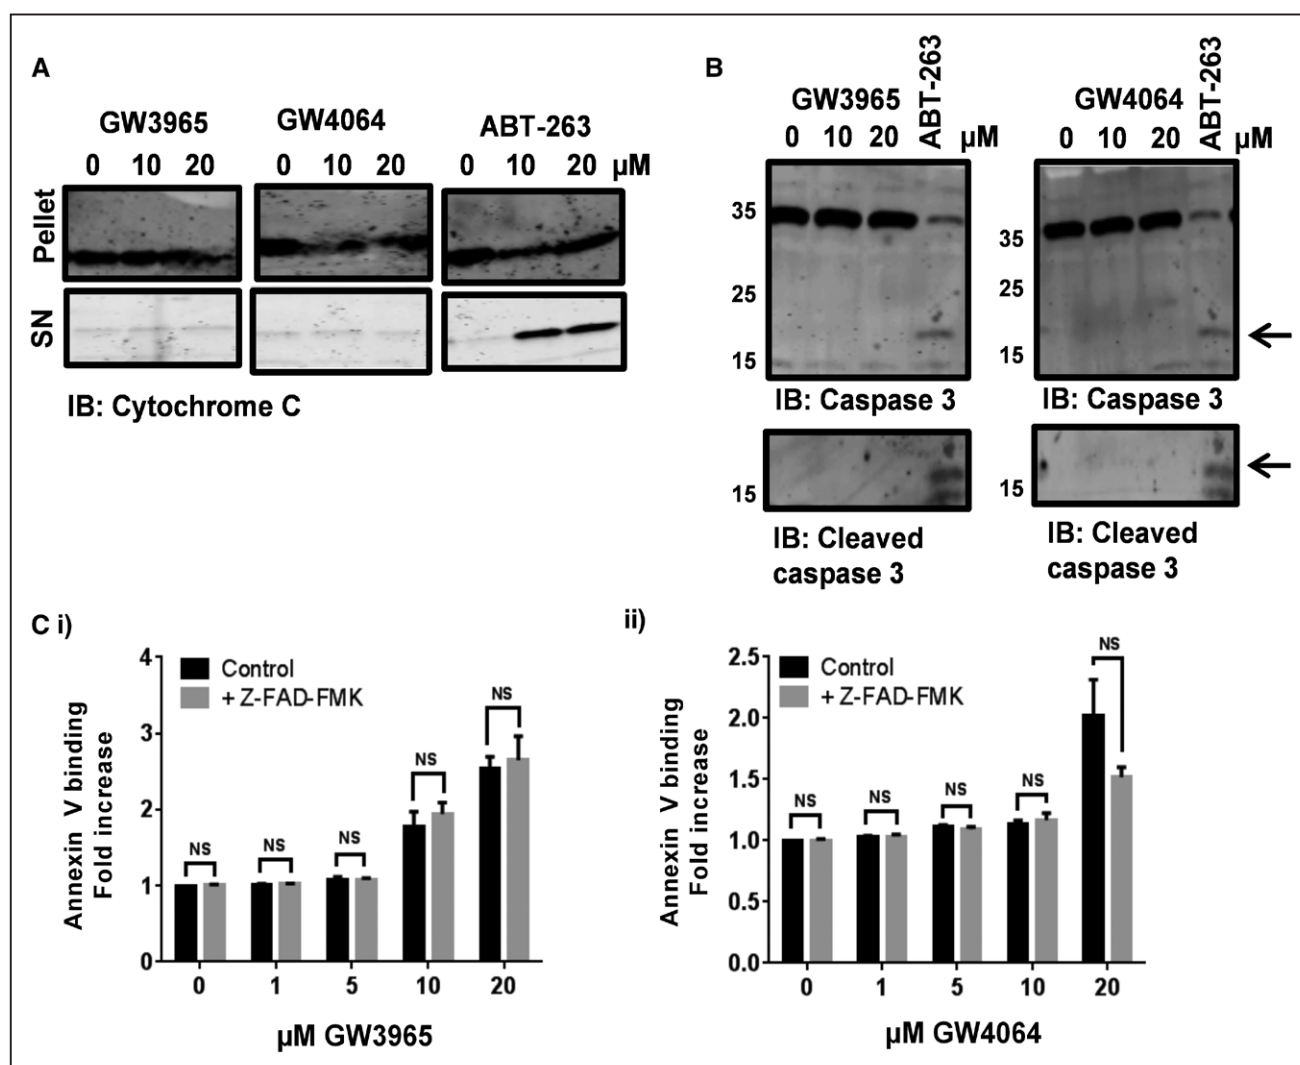 A
GW3965 GW4064 ABT-263
0 10 20 0 10 20 0 10 20 µM
Pellet
SN
IB: Cytochrome C
B
GW3965 ABT-263 GW4064 ABT-263
0 10 20 µM 0 10 20 µM
35
25
15
35
25
15
IB: Caspase 3 IB: Caspase 3
15
15
IB: Cleaved
caspase 3
IB: Cleaved
caspase 3
C i)
Control
+ Z-FAD-FMK
Annexin V binding
Fold increase
4
3
2
1
0
NS NS NS NS NS
0 1 5 10 20
µM GW3965
ii)
Control
+ Z-FAD-FMK
Annexin V binding
Fold increase
2.5
2.0
1.5
1.0
0.5
0.0
NS NS NS NS NS
0 1 5 10 20
µM GW4064